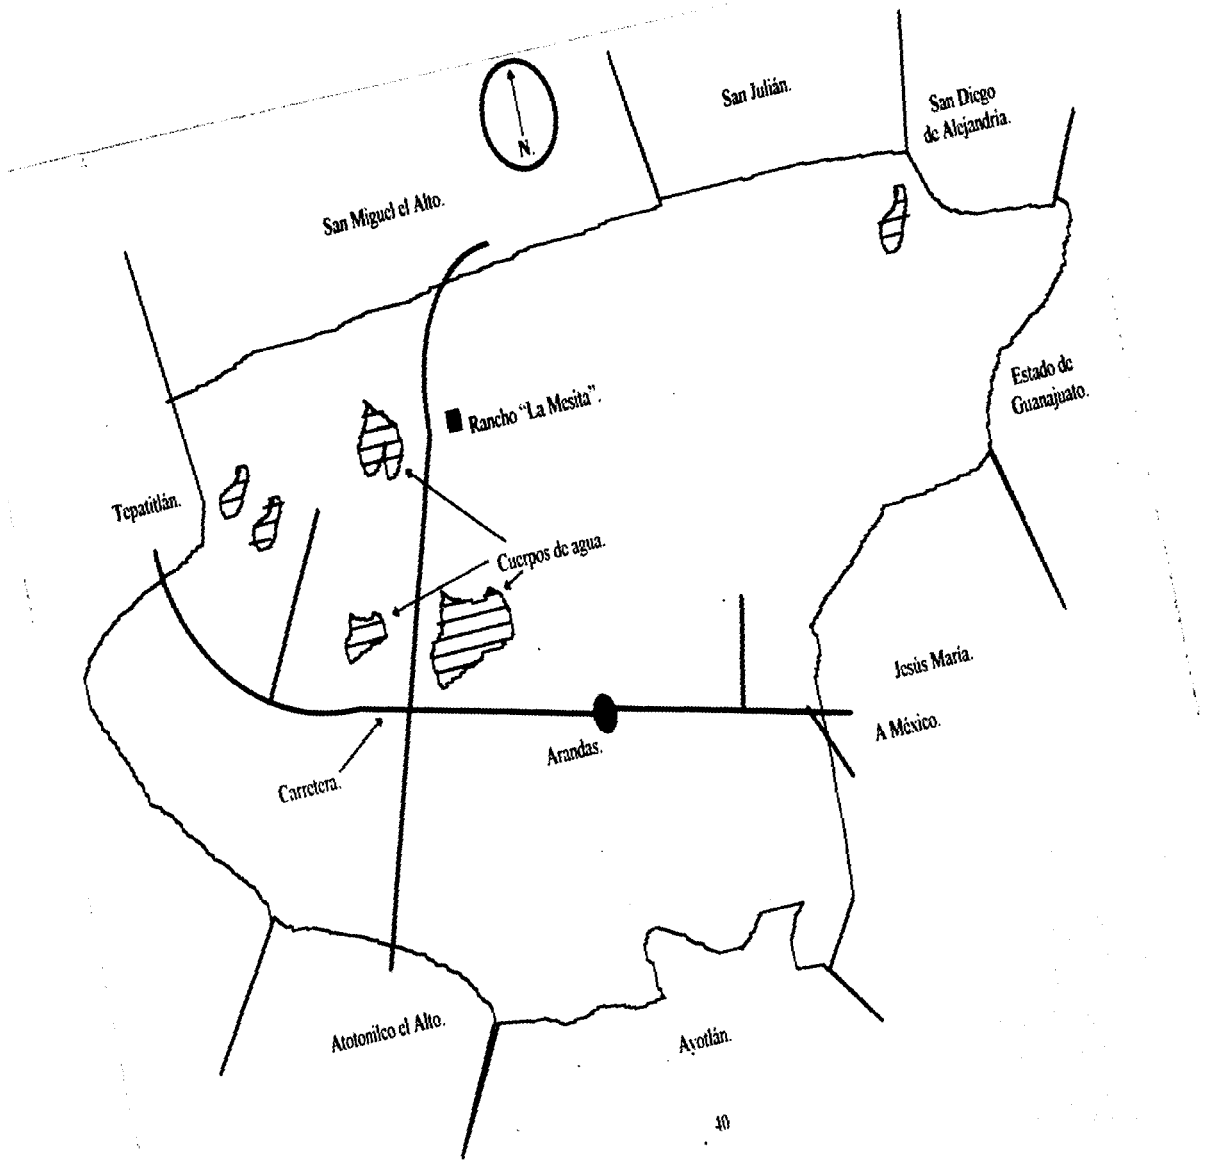 San Julián.
San Diego
de Alejandria.
N.
San Miguel el Alto.
Estado de
Guanajuato.
Rancho "La Mesita".
Tepatitlán.
Cuerpos de agua.
Jesús María.
A México.
Arandas.
Carretera.
Atotonilco el Alto.
Ayotlán.
40